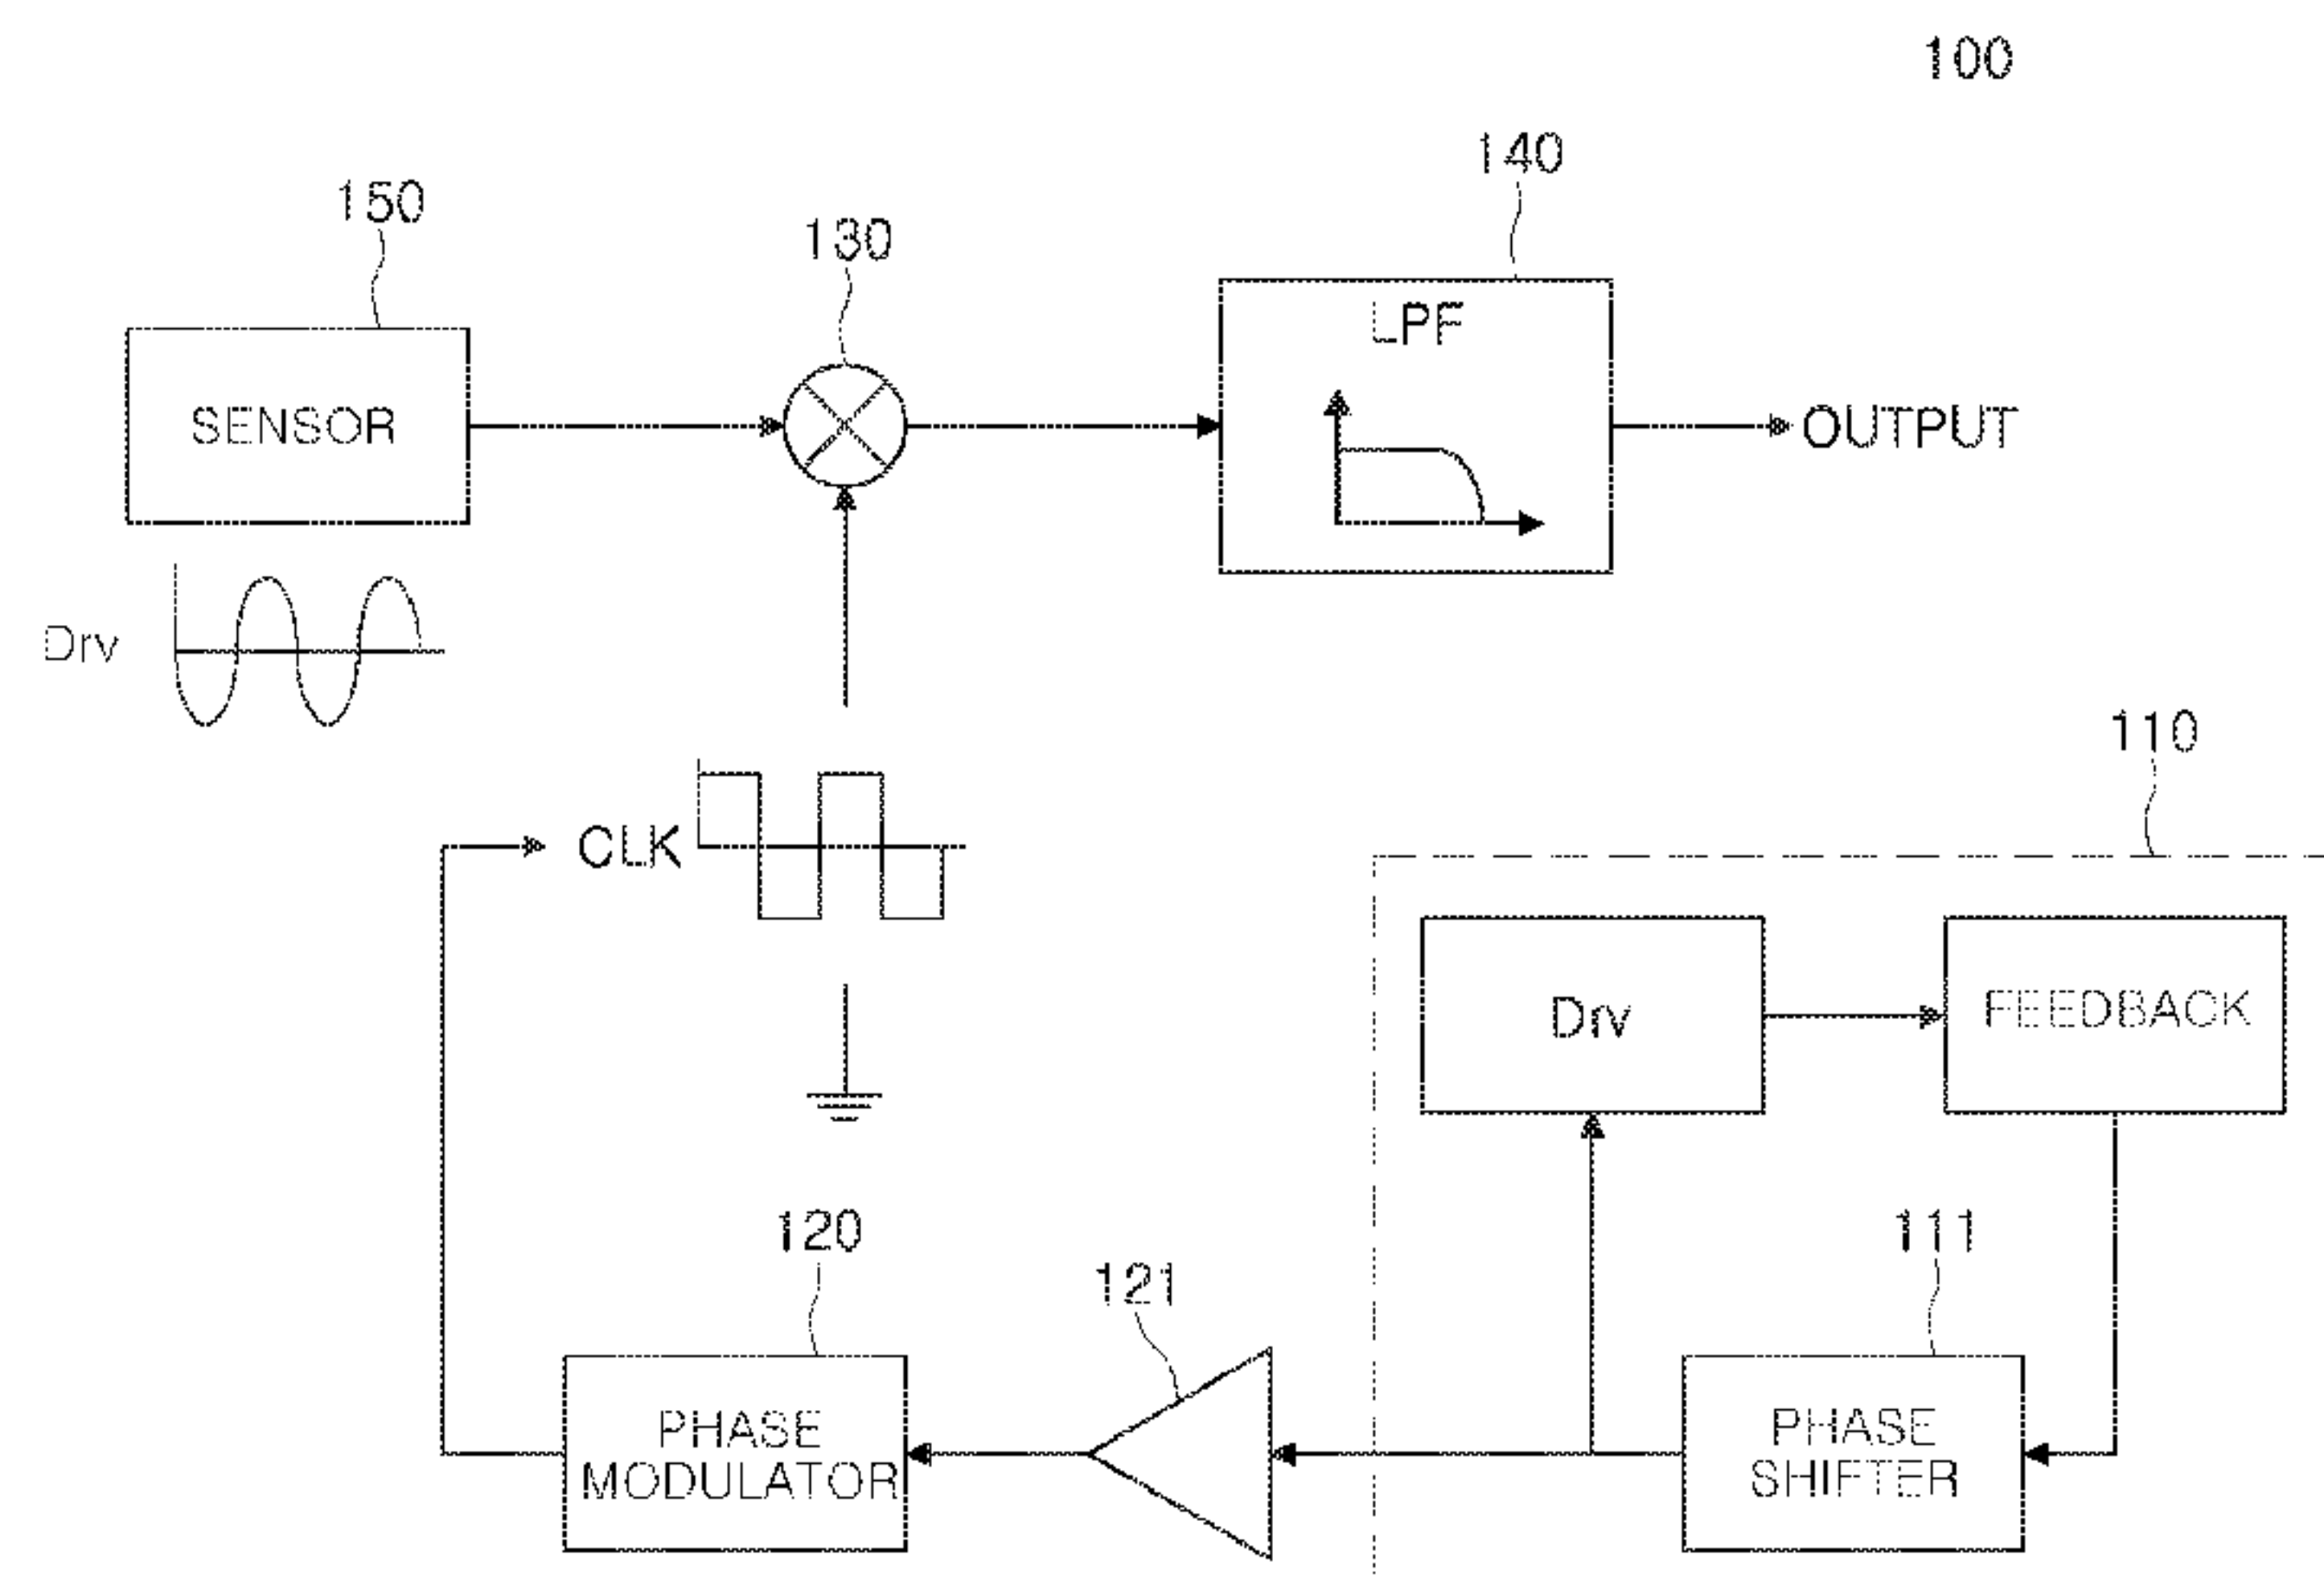 100
140
150
130
LPF
SENSOR
OUTPUT
Drv
110
CLK
Drv
FEEDBACK
120
111
121
PHASE
MODULATOR
PHASE
SHIFTER